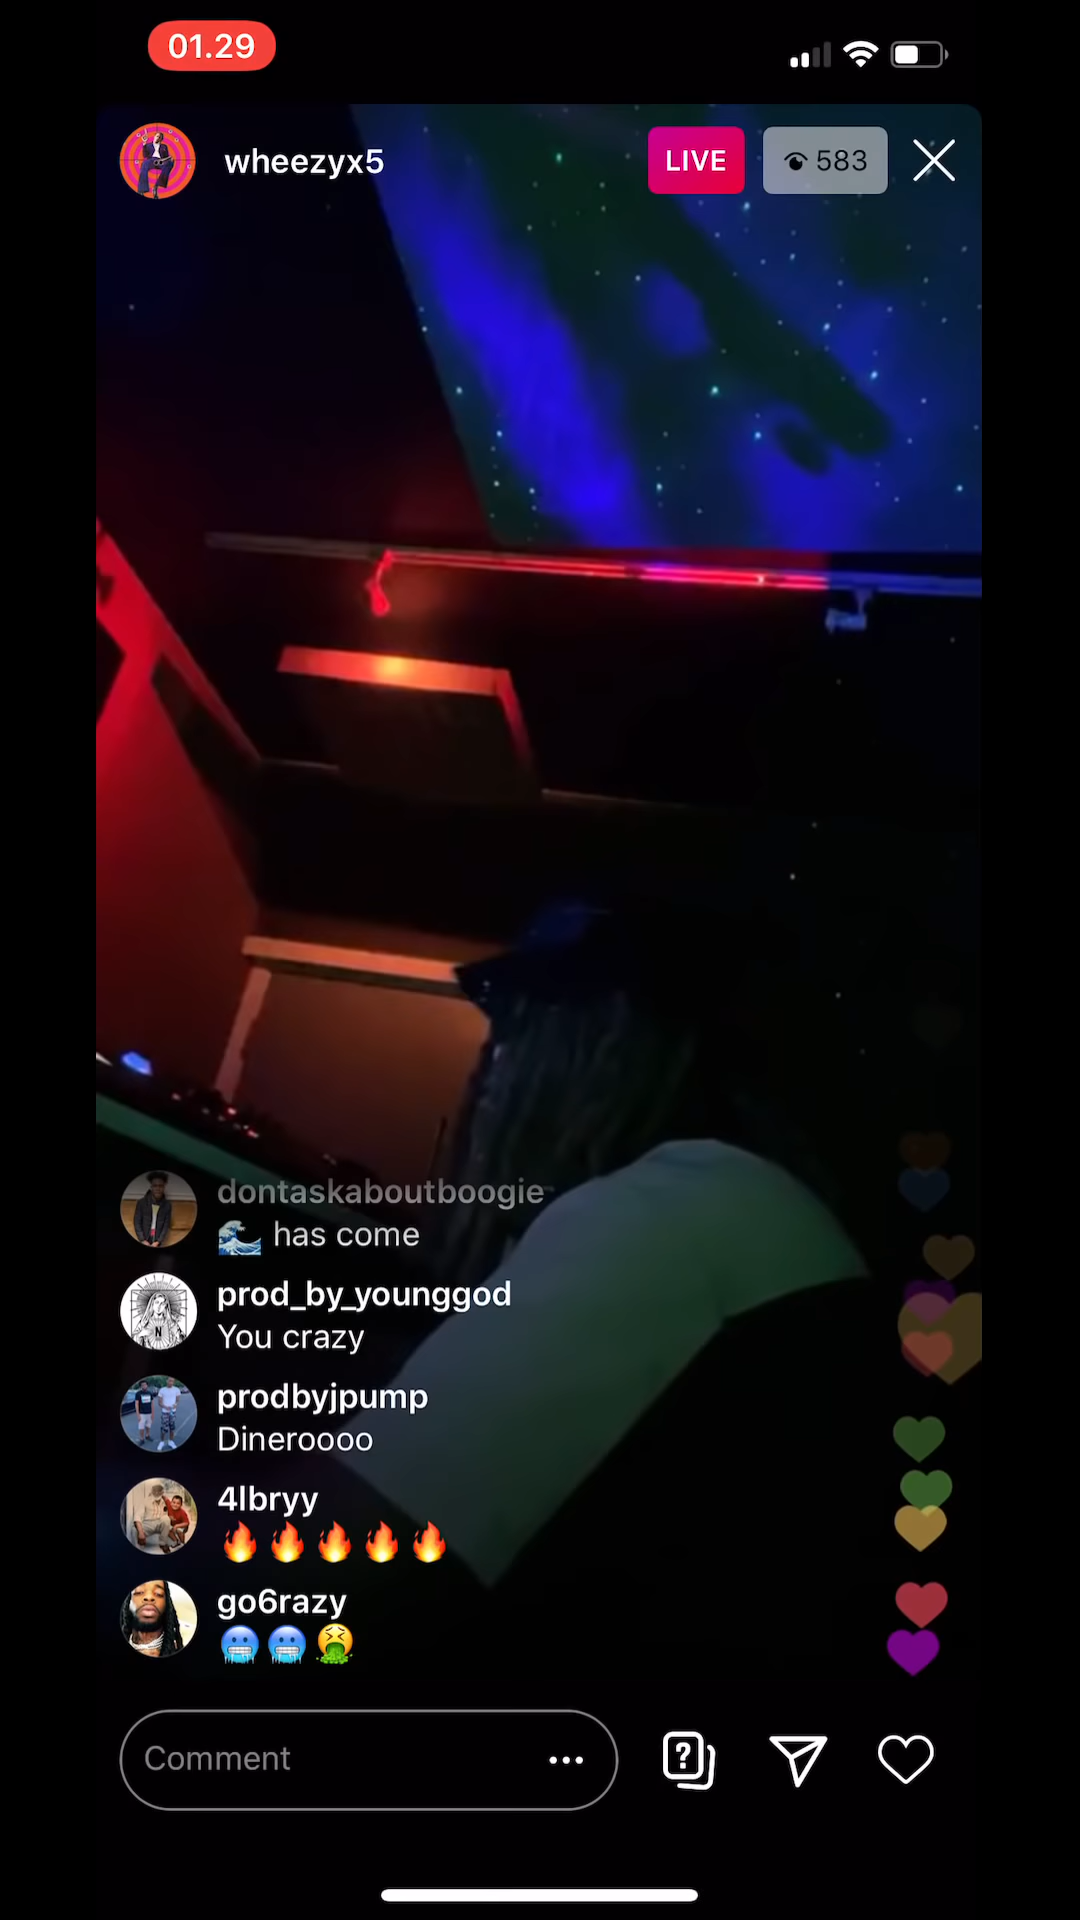 01.29
wheezyx5
LIVE
583
dontaskaboutboogie
🌊 has come
prod_by_younggod
You crazy
prodbyjpump
Dineroooo
4lbryy
🔥🔥🔥🔥🔥
go6razy
🥶🥶🤮
Comment